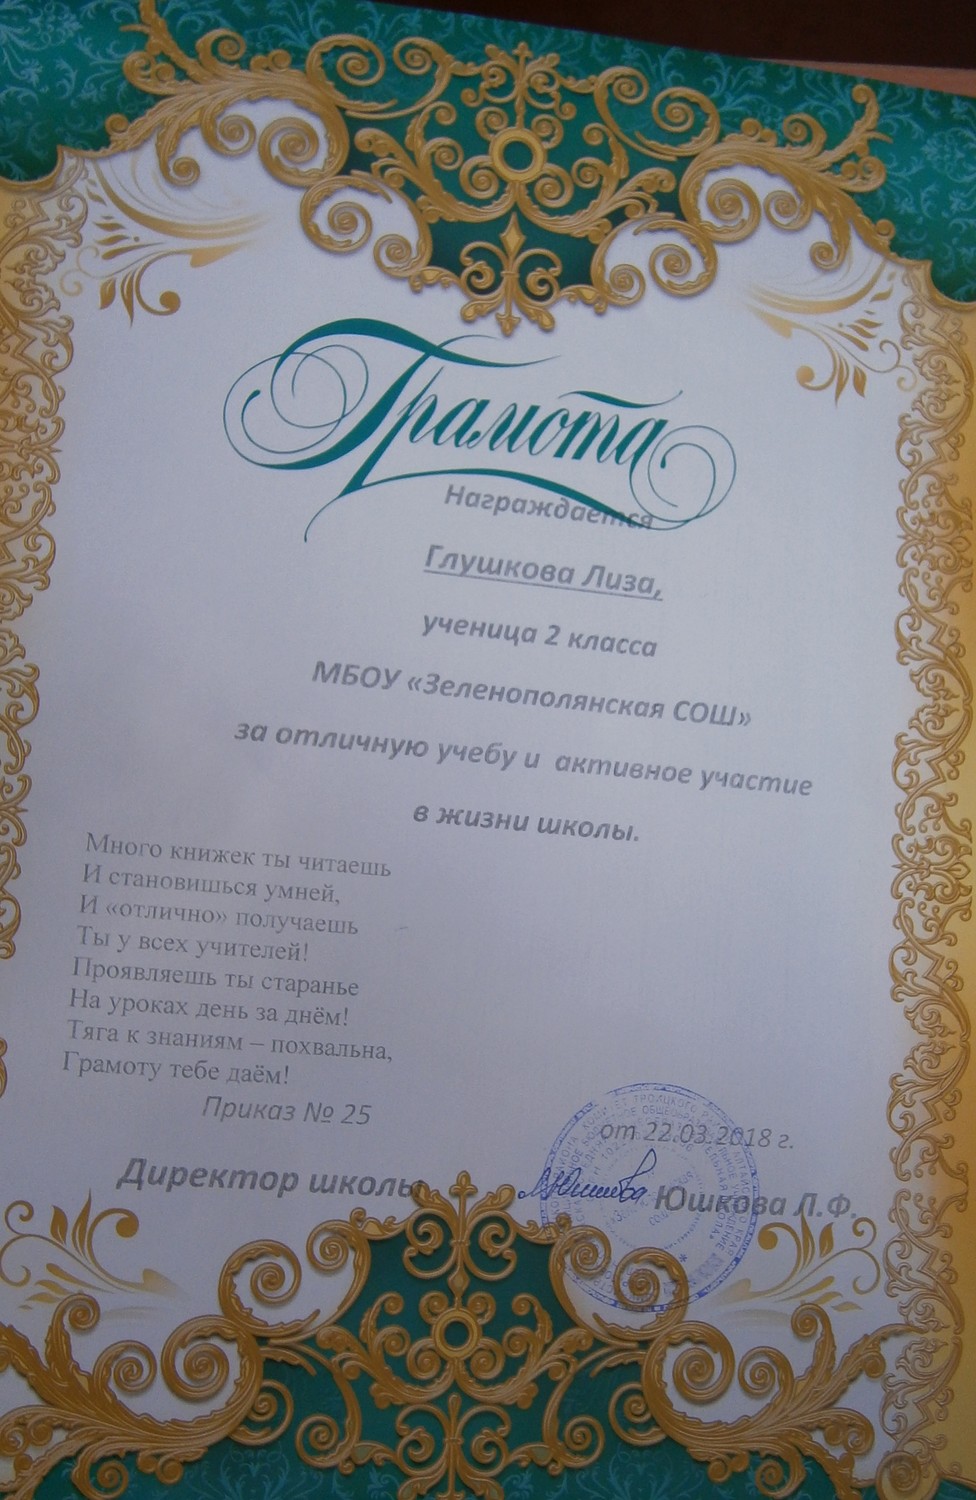 Грамота
Награждается
Глушкова Лиза,
ученица 2 класса
МБОУ «Зеленополянская СОШ»
за отличную учебу и активное участие
в жизни школы.
Много книжек ты читаешь
И становишься умней,
И «отлично» получаешь
Ты у всех учителей!
Проявляешь ты старанье
На уроках день за днём!
Тяга к знаниям – похвальна,
Грамоту тебе даём!
Приказ № 25 от 22.03.2018 г.
Директор школы Юшкова Л.Ф.